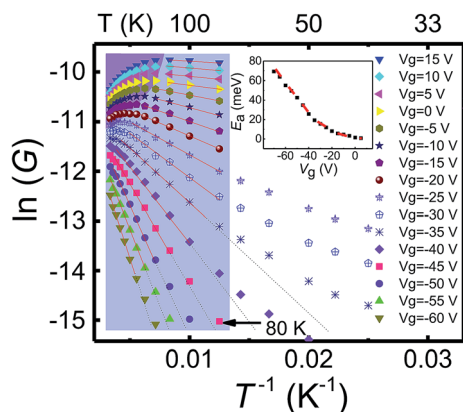 T (K) 100 50 33
-10
-11
-12
-13
-14
-15
ln (G)
80
60
40
20
0
Eₐ (meV)
-60 -40 -20 0
Vg (V)
Vg=15 V
Vg=10 V
Vg=5 V
Vg=0 V
Vg=-5 V
Vg=-10 V
Vg=-15 V
Vg=-20 V
Vg=-25 V
Vg=-30 V
Vg=-35 V
Vg=-40 V
Vg=-45 V
Vg=-50 V
Vg=-55 V
Vg=-60 V
80 K
0.01 0.02 0.03
T⁻¹ (K⁻¹)